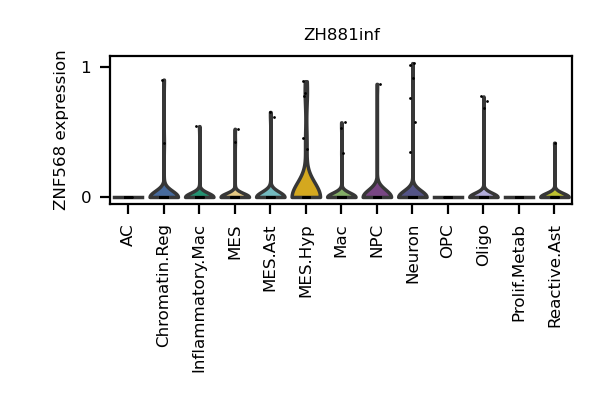 ZH881inf
ZNF568 expression
1
0
AC
Chromatin.Reg
Inflammatory.Mac
MES
MES.Ast
MES.Hyp
Mac
NPC
Neuron
OPC
Oligo
Prolif.Metab
Reactive.Ast